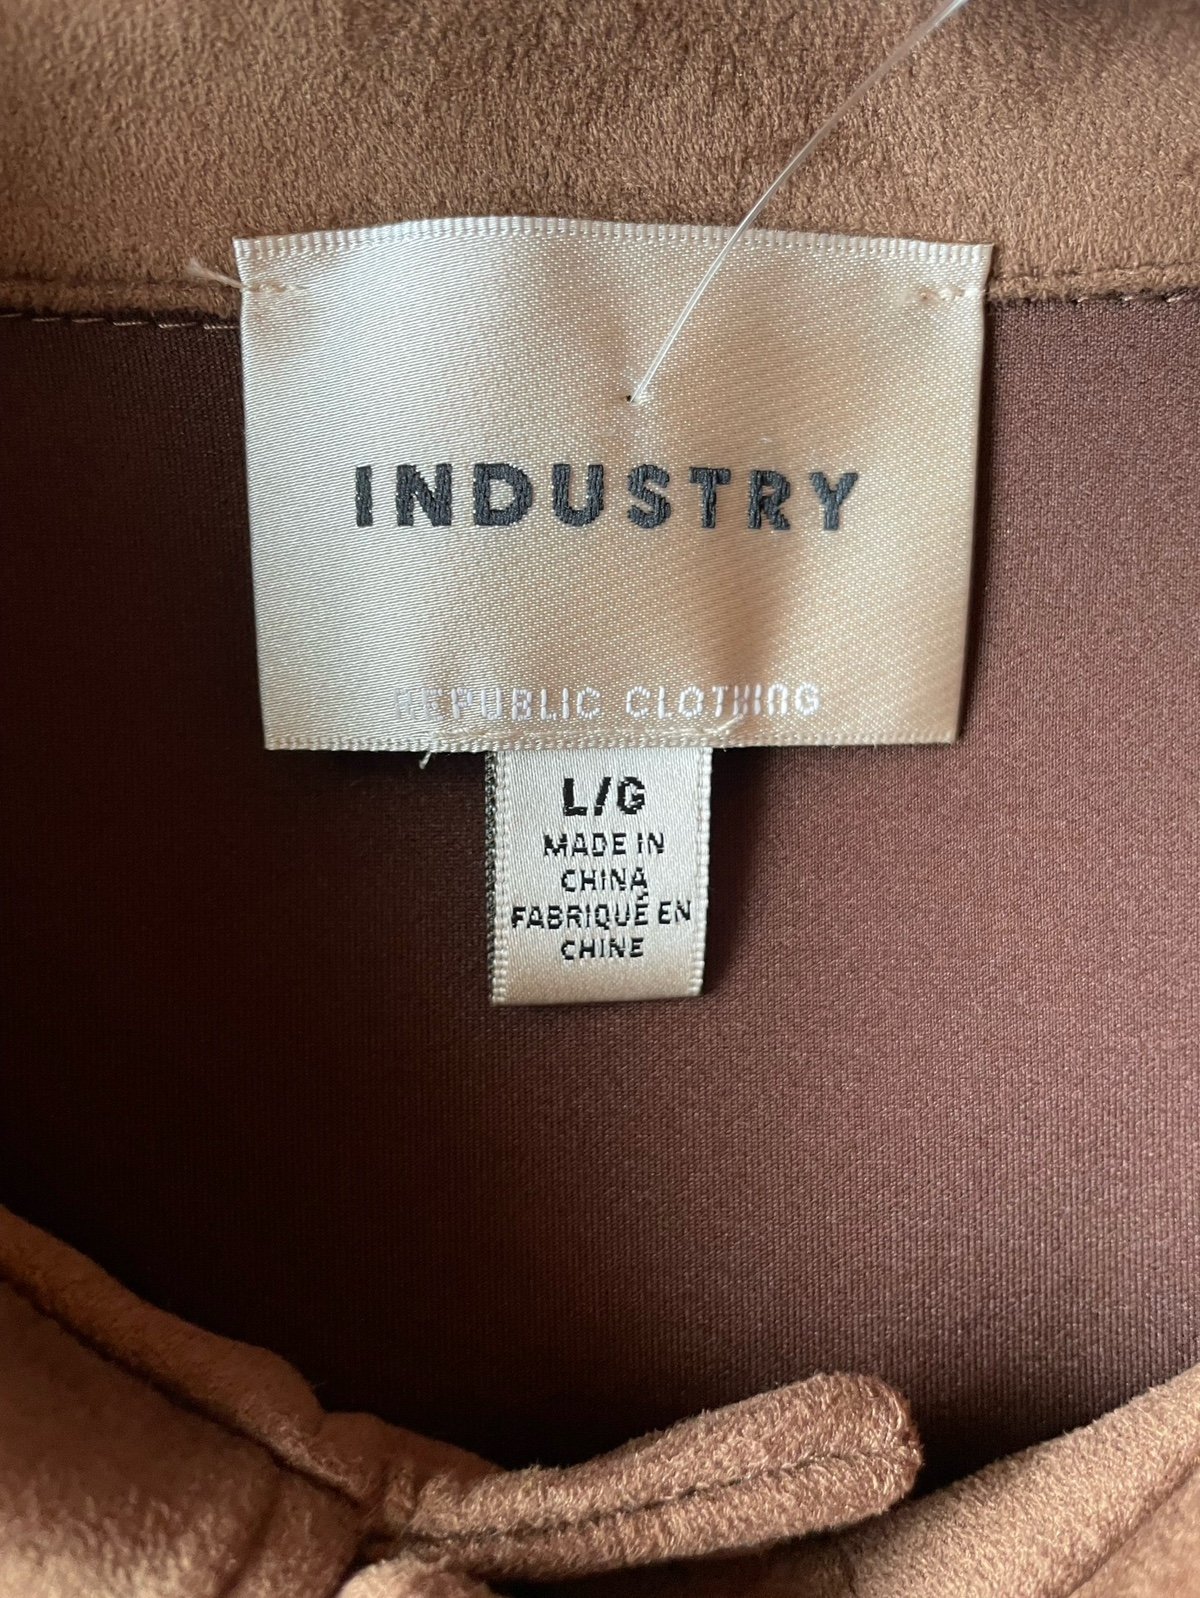 INDUSTRY
REPUBLIC CLOTHING
L/G
MADE IN
CHINA
FABRIQUÉ EN
CHINE